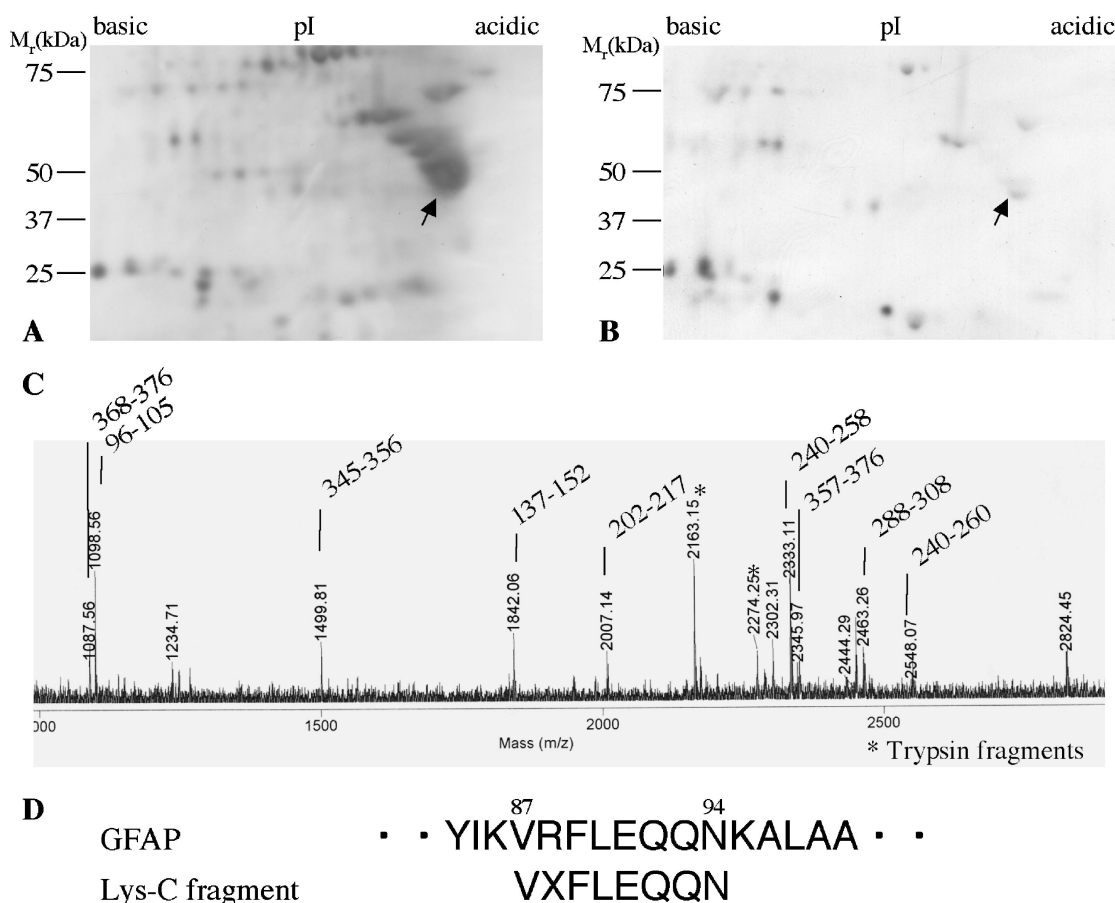 basic pI acidic
Mr(kDa)
75
50
37
25
A
basic pI acidic
Mr(kDa)
75
50
37
25
B
C
368-376
96-105
345-356
137-152
202-217
*
240-258
357-376
288-308
240-260
1087.56
1098.56
1234.71
1499.81
1842.06
2007.14
2163.15
2274.25*
2302.31
2333.11
2345.97
2444.29
2463.26
2548.07
2824.45
000 1500 2000 2500
Mass (m/z)
* Trypsin fragments
D
87 94
GFAP · · YIKVRFLEQQNKALAA · ·
Lys-C fragment VXFLEQQN